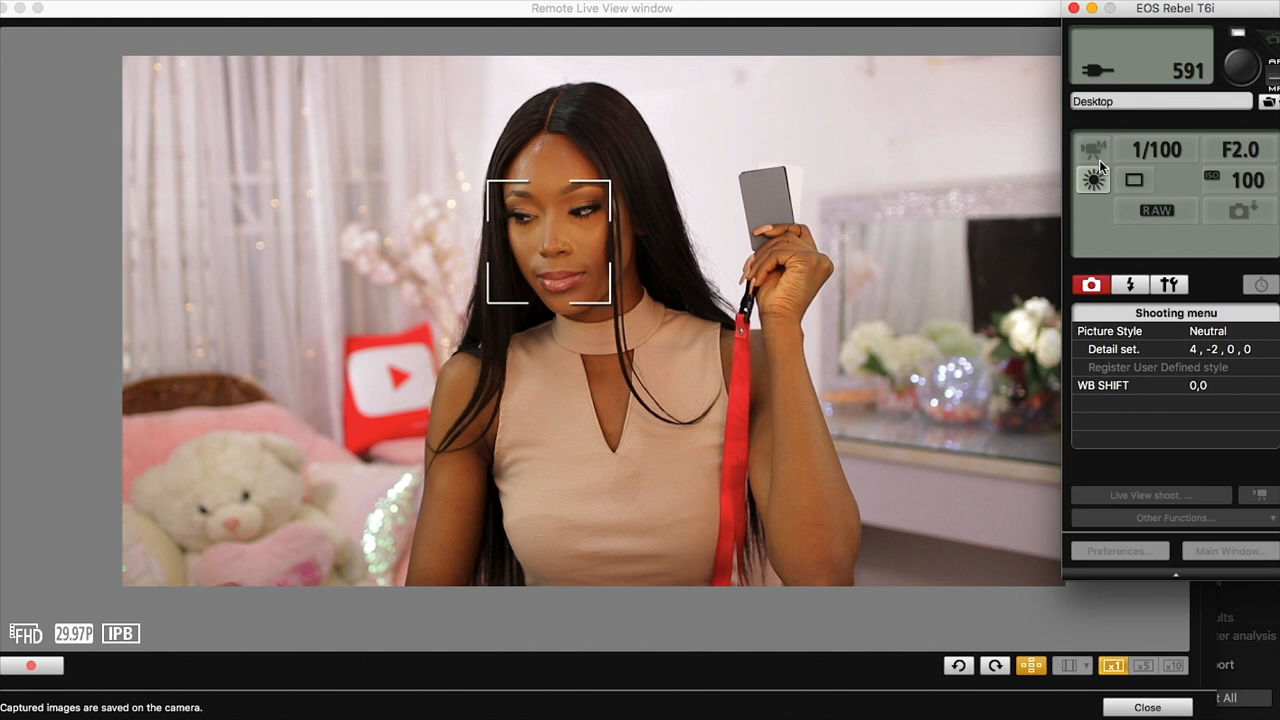 Remote Live View window
EOS Rebel T6i
591
Desktop
1/100
F2.0
ISO 100
RAW
Shooting menu
Picture Style Neutral
Detail set. 4 , -2 , 0 , 0
Register User Defined style
WB SHIFT 0,0
Live View shoot. ...
Other Functions...
Preferences...
Main Window...
FHD
29.97P
IPB
x1
x5
x10
Captured images are saved on the camera.
Close